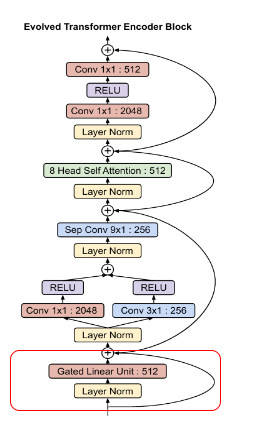 Evolved Transformer Encoder Block
+
Conv 1x1 : 512
RELU
Conv 1x1 : 2048
Layer Norm
+
8 Head Self Attention : 512
Layer Norm
+
Sep Conv 9x1 : 256
Layer Norm
+
RELU RELU
Conv 1x1 : 2048 Conv 3x1 : 256
Layer Norm
+
Gated Linear Unit : 512
Layer Norm